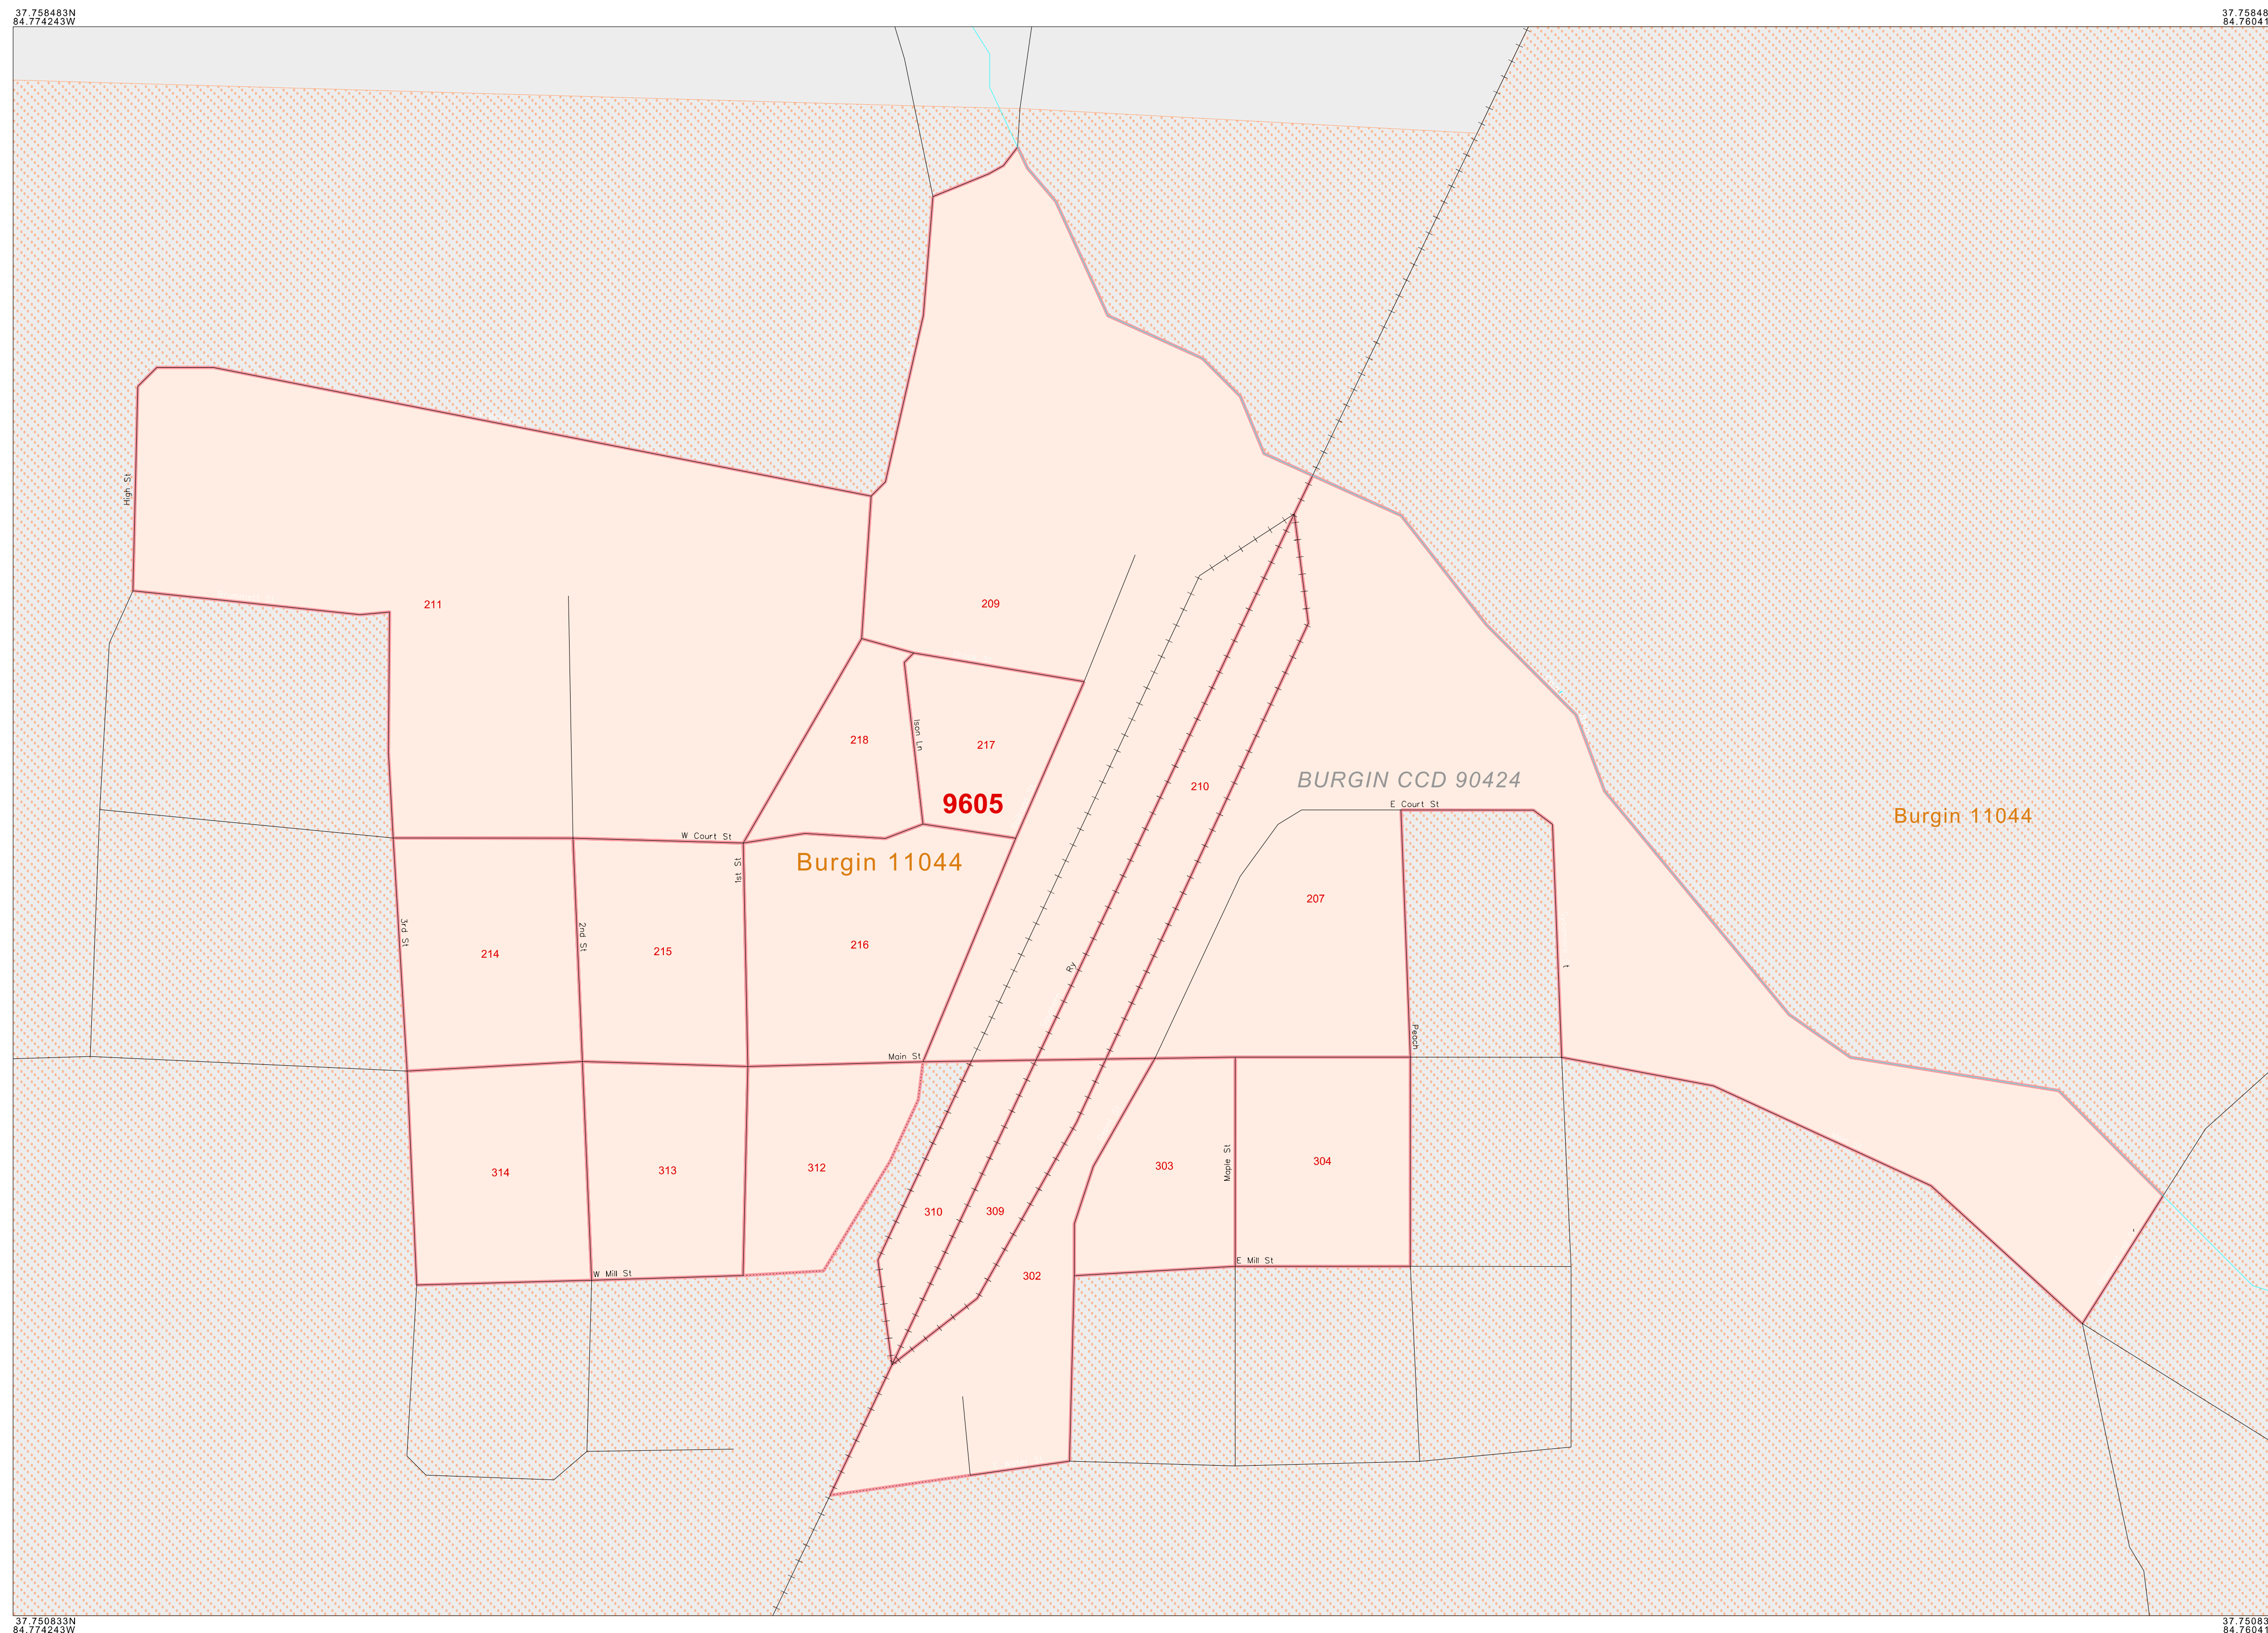 37.758483N
84.774243W
37.75848
84.76041
High St
211
209
218
Ison Ln
217
9605
210
BURGIN CCD 90424
E Court St
Burgin 11044
W Court St
1st St
Burgin 11044
207
3rd St
2nd St
214
215
216
Ry
Peach
Main St
314
313
312
310
309
303
Maple St
304
W Mill St
302
E Mill St
37.750833N
84.774243W
37.75083
84.76041